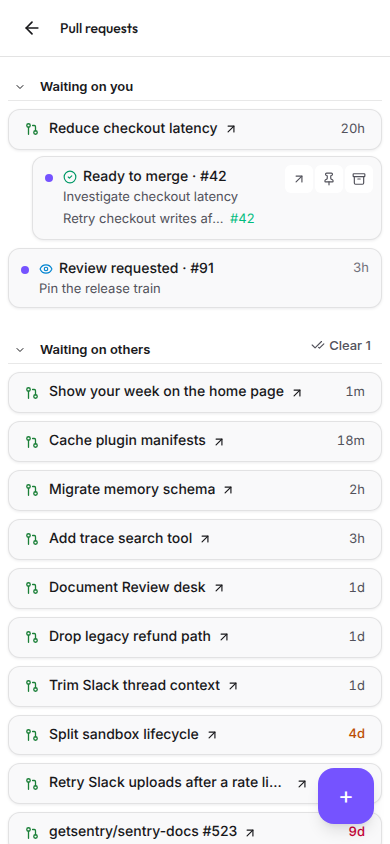 Pull requests
Waiting on you
Reduce checkout latency 20h
Ready to merge · #42
Investigate checkout latency
Retry checkout writes af... #42
Review requested · #91 3h
Pin the release train
Waiting on others Clear 1
Show your week on the home page 1m
Cache plugin manifests 18m
Migrate memory schema 2h
Add trace search tool 3h
Document Review desk 1d
Drop legacy refund path 1d
Trim Slack thread context 1d
Split sandbox lifecycle 4d
Retry Slack uploads after a rate li...
getsentry/sentry-docs #523 9d